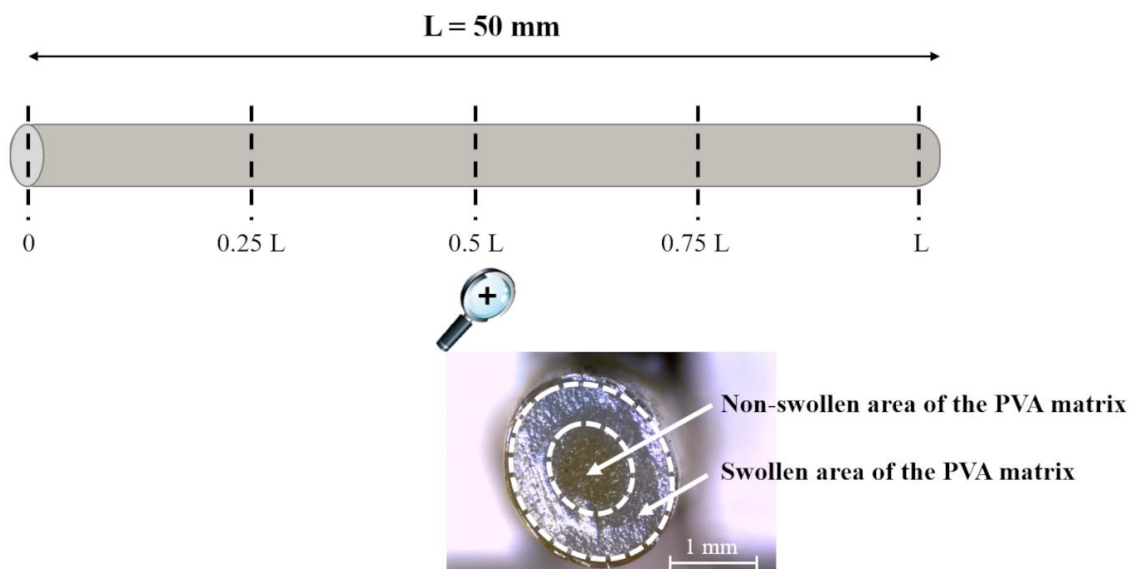 L = 50 mm
0
0.25 L
0.5 L
0.75 L
L
+
Non-swollen area of the PVA matrix
Swollen area of the PVA matrix
1 mm